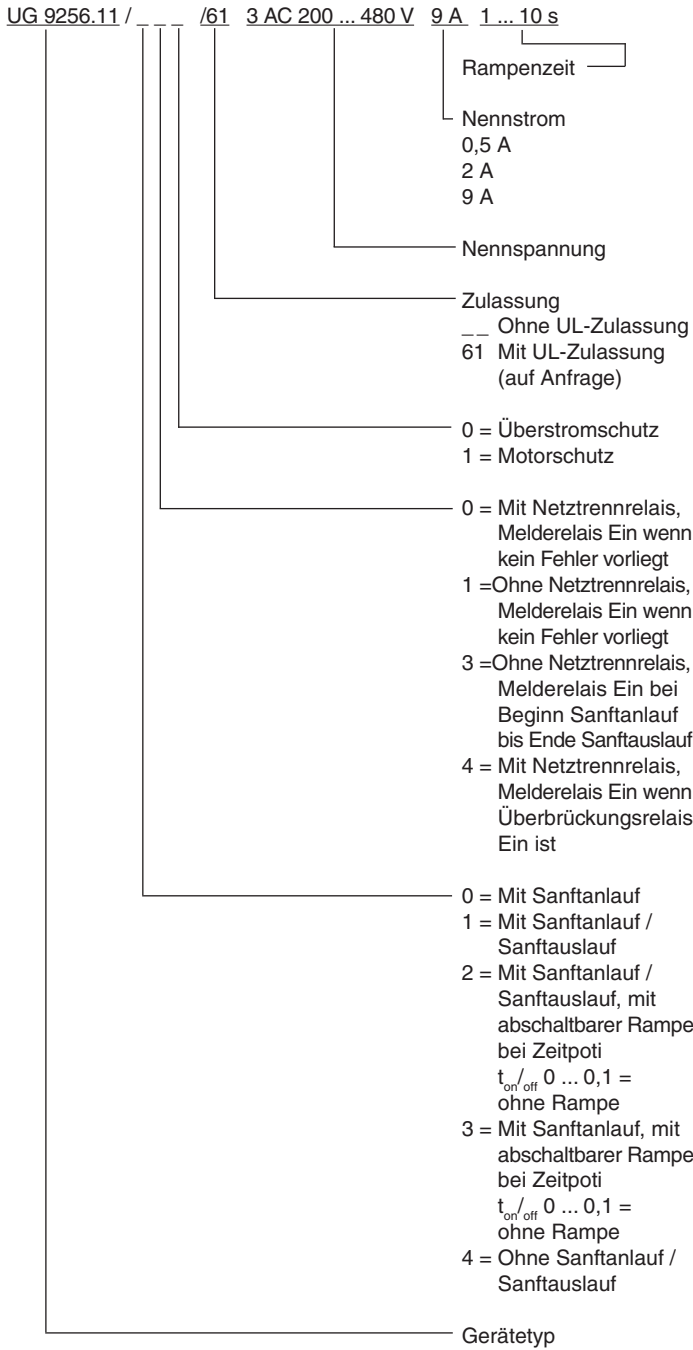 UG 9256.11 / _ _ _ /61 3 AC 200 ... 480 V 9 A 1 ... 10 s
Rampenzeit
Nennstrom
0,5 A
2 A
9 A
Nennspannung
Zulassung
_ _ Ohne UL-Zulassung
61 Mit UL-Zulassung
(auf Anfrage)
0 = Überstromschutz
1 = Motorschutz
0 = Mit Netztrennrelais,
Melderelais Ein wenn
kein Fehler vorliegt
1 =Ohne Netztrennrelais,
Melderelais Ein wenn
kein Fehler vorliegt
3 =Ohne Netztrennrelais,
Melderelais Ein bei
Beginn Sanftanlauf
bis Ende Sanftauslauf
4 = Mit Netztrennrelais,
Melderelais Ein wenn
Überbrückungsrelais
Ein ist
0 = Mit Sanftanlauf
1 = Mit Sanftanlauf /
Sanftauslauf
2 = Mit Sanftanlauf /
Sanftauslauf, mit
abschaltbarer Rampe
bei Zeitpoti
ton/off 0 ... 0,1 =
ohne Rampe
3 = Mit Sanftanlauf, mit
abschaltbarer Rampe
bei Zeitpoti
ton/off 0 ... 0,1 =
ohne Rampe
4 = Ohne Sanftanlauf /
Sanftauslauf
Gerätetyp